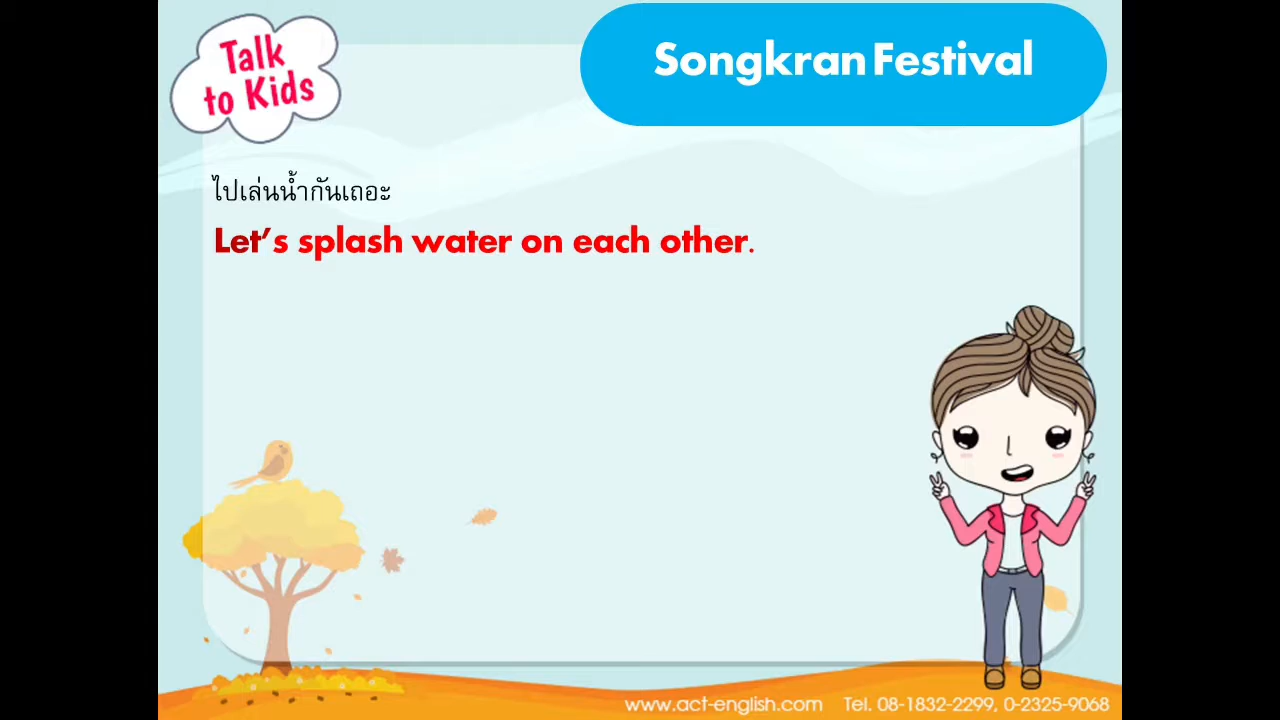 Talk
to Kids
Songkran Festival
ไปเล่นน้ำกันเถอะ
Let's splash water on each other.
www.act-english.com Tel. 08-1832-2299, 0-2325-9068